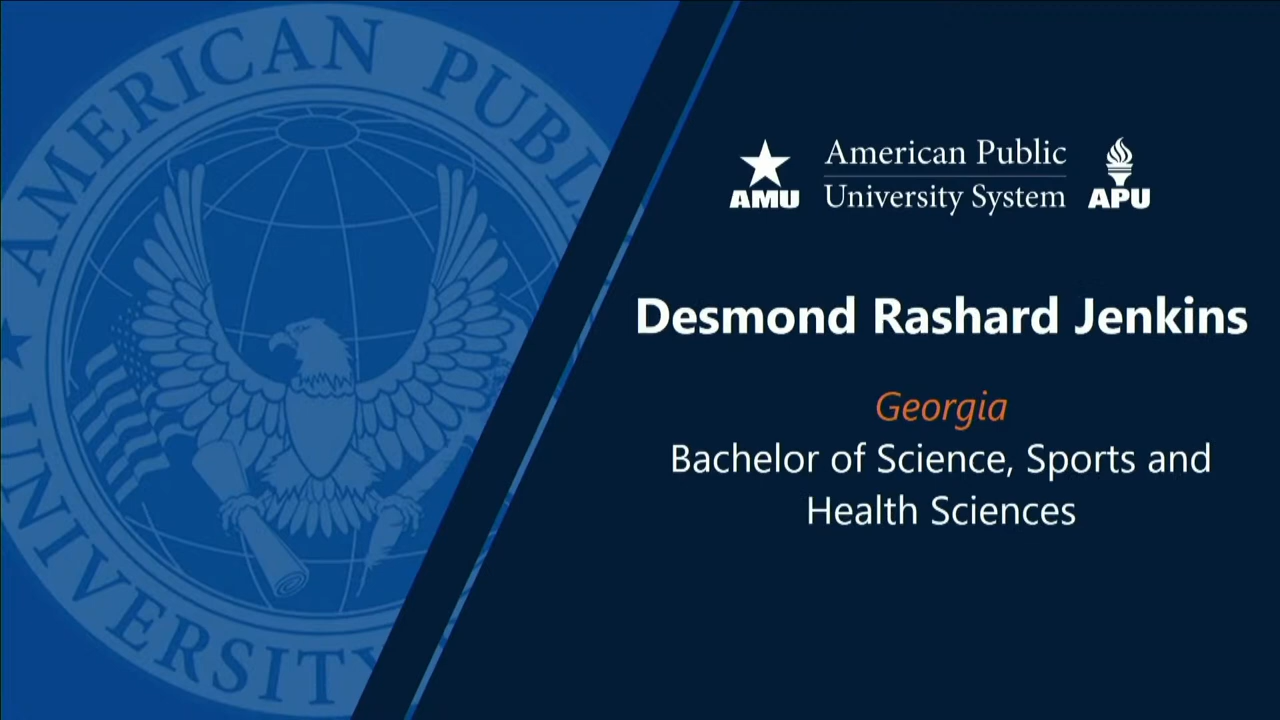 AMERICAN PUBLI
UNIVERSITY
American Public
University System
AMU
APU
Desmond Rashard Jenkins
Georgia
Bachelor of Science, Sports and
Health Sciences